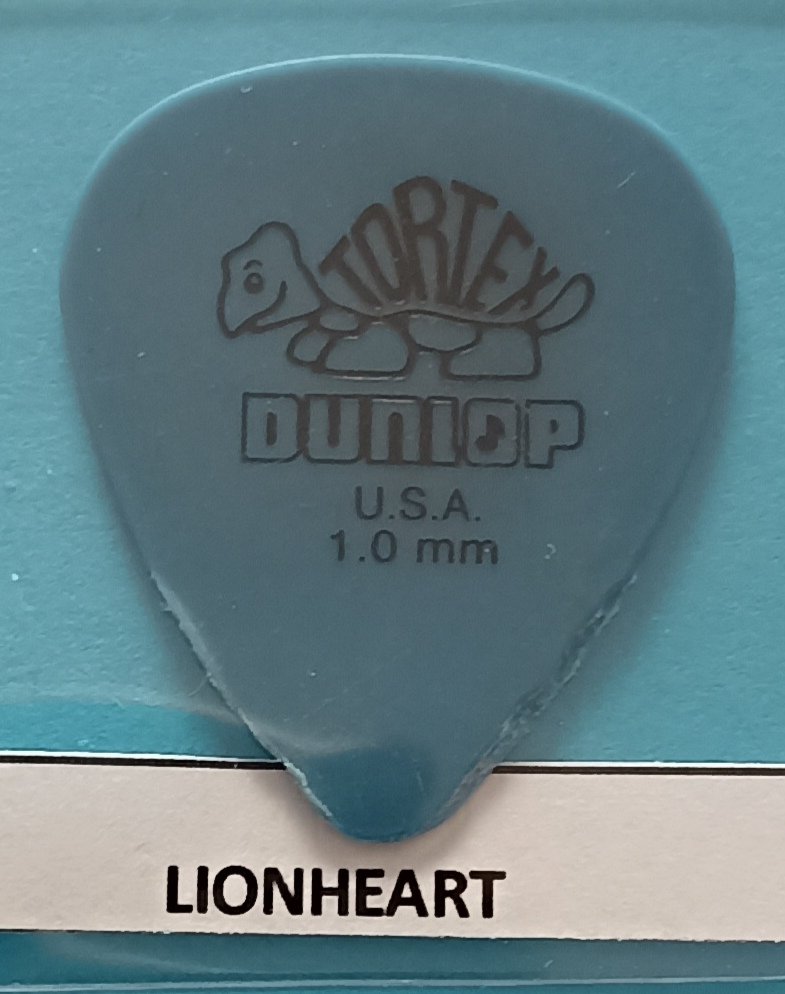 TORTEX
DUNLOP
U.S.A.
1.0 mm
LIONHEART